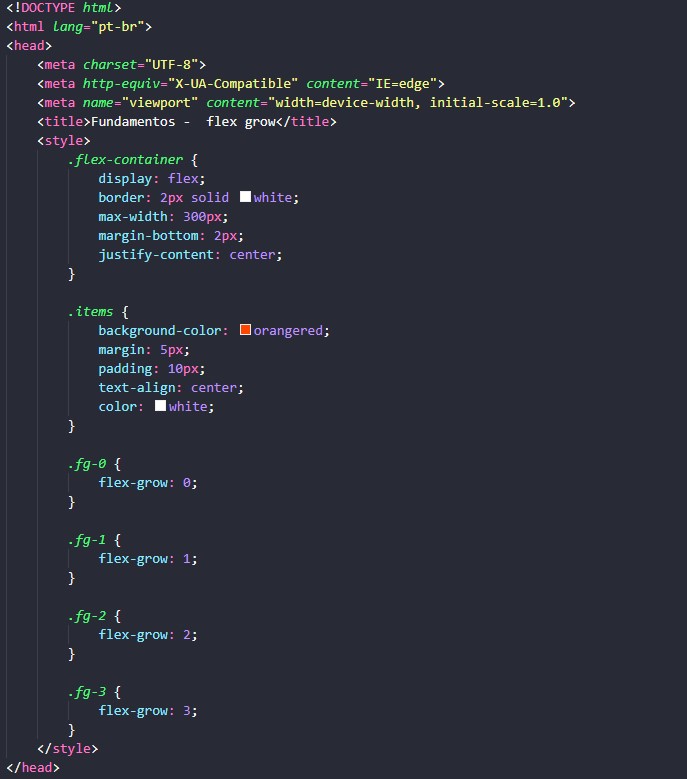 <!DOCTYPE html>
<html lang="pt-br">
<head>
    <meta charset="UTF-8">
    <meta http-equiv="X-UA-Compatible" content="IE=edge">
    <meta name="viewport" content="width=device-width, initial-scale=1.0">
    <title>Fundamentos -  flex grow</title>
    <style>
        .flex-container {
            display: flex;
            border: 2px solid white;
            max-width: 300px;
            margin-bottom: 2px;
            justify-content: center;
        }

        .items {
            background-color: orangered;
            margin: 5px;
            padding: 10px;
            text-align: center;
            color: white;
        }

        .fg-0 {
            flex-grow: 0;
        }

        .fg-1 {
            flex-grow: 1;
        }

        .fg-2 {
            flex-grow: 2;
        }

        .fg-3 {
            flex-grow: 3;
        }
    </style>
</head>